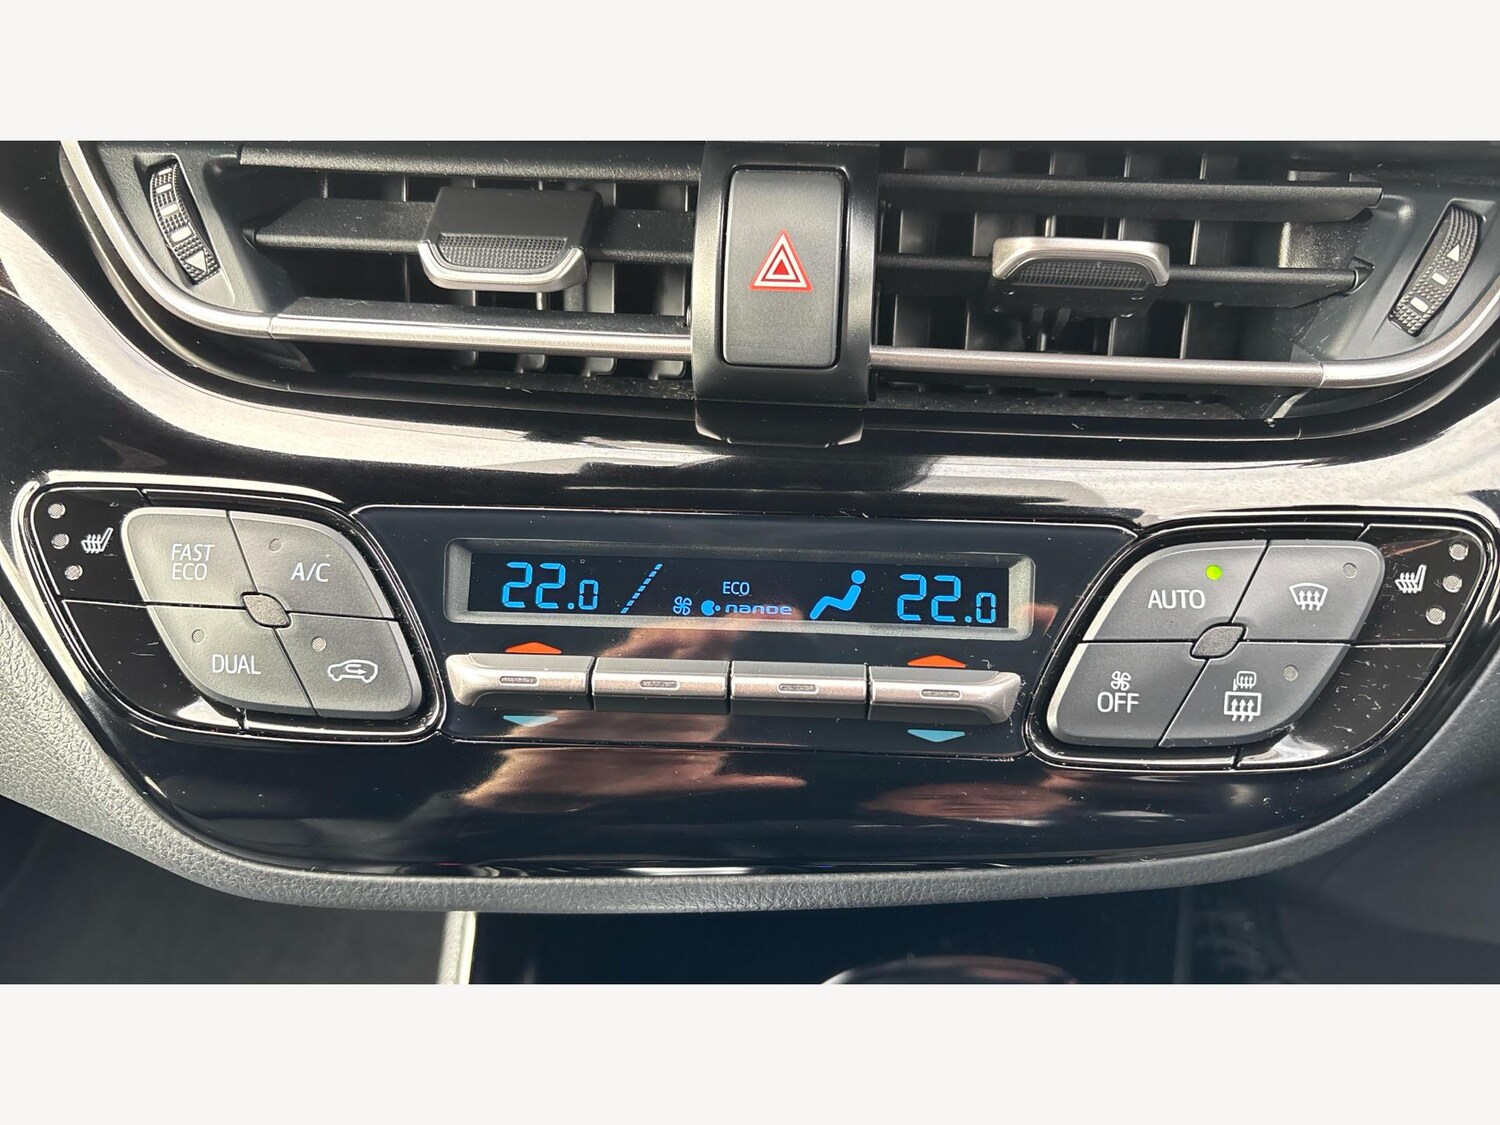 FAST
ECO
A/C
DUAL
22.0
ECO
nanoe
22.0
AUTO
OFF